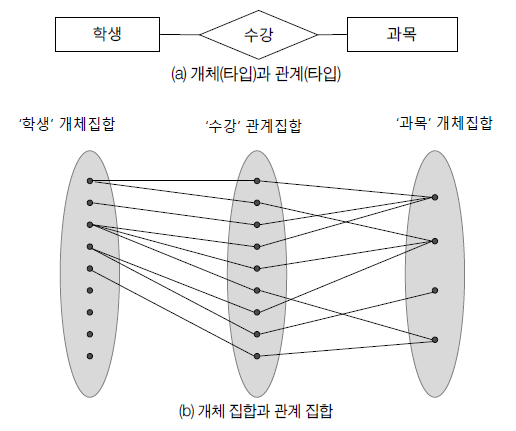 학생 수강 과목
(a) 개체(타입)과 관계(타입)
'학생' 개체집합 '수강' 관계집합 '과목' 개체집합
(b) 개체 집합과 관계 집합